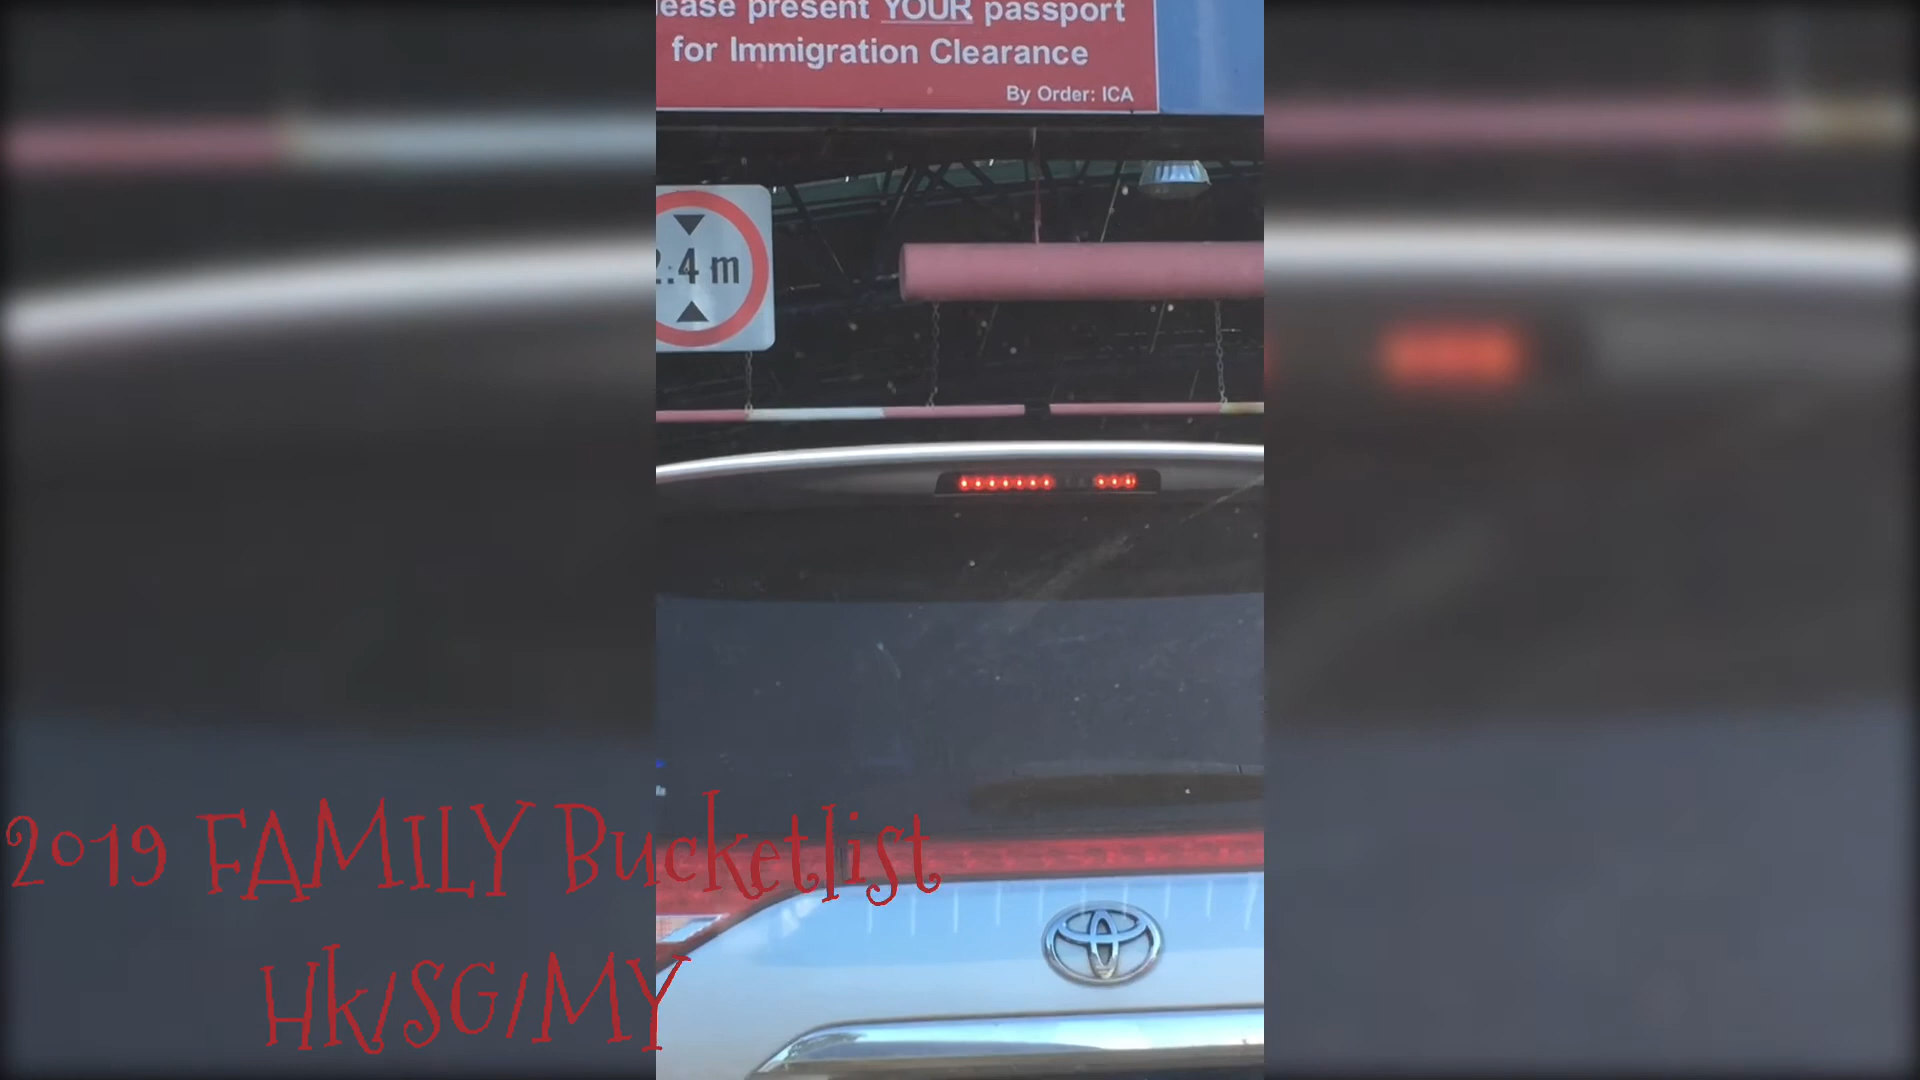 ease present YOUR passport
for Immigration Clearance
By Order: ICA
.4 m
2019 FAMILY Bucketlist
Hk/SG/MY